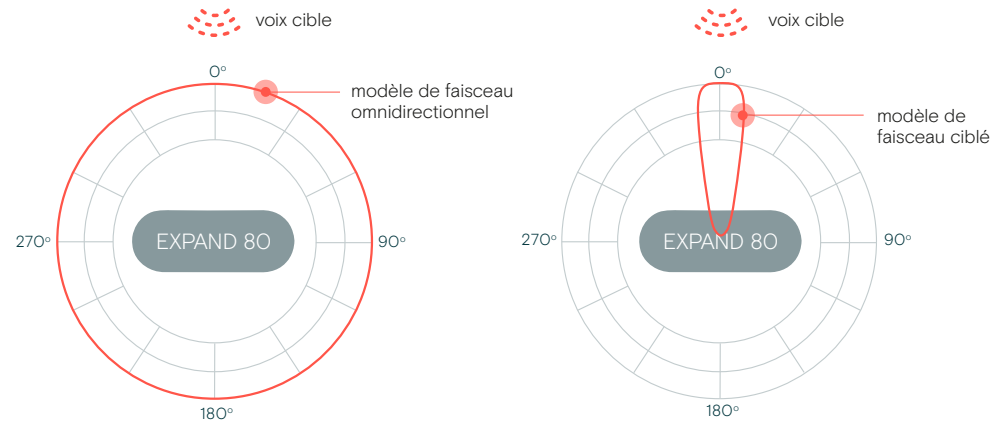 voix cible
0°
modèle de faisceau
omnidirectionnel
270°
EXPAND 80
90°
180°
voix cible
0°
modèle de
faisceau ciblé
270°
EXPAND 80
90°
180°